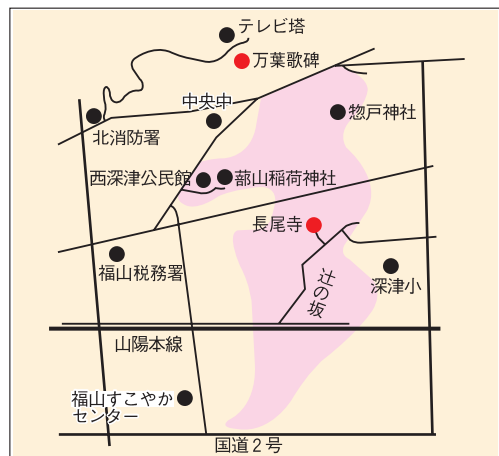 テレビ塔
万葉歌碑
中央中
惣戸神社
北消防署
西深津公民館
蔀山稲荷神社
長尾寺
福山税務署
辻の坂
深津小
山陽本線
福山すこやか
センター
国道2号